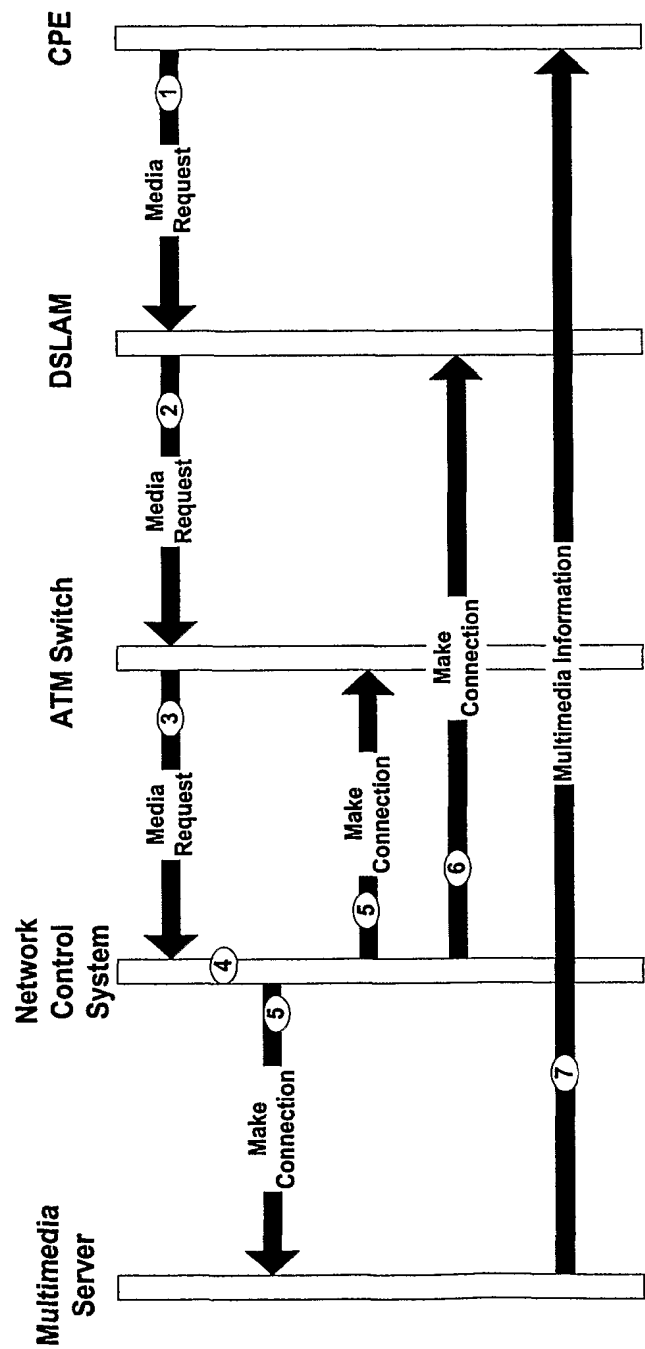 Multimedia
Server
Network
Control
System
ATM Switch
DSLAM
CPE
1
Media
Request
2
Media
Request
3
Media
Request
4
5
Make
Connection
5
Make
Connection
6
Make
Connection
7
Multimedia Information